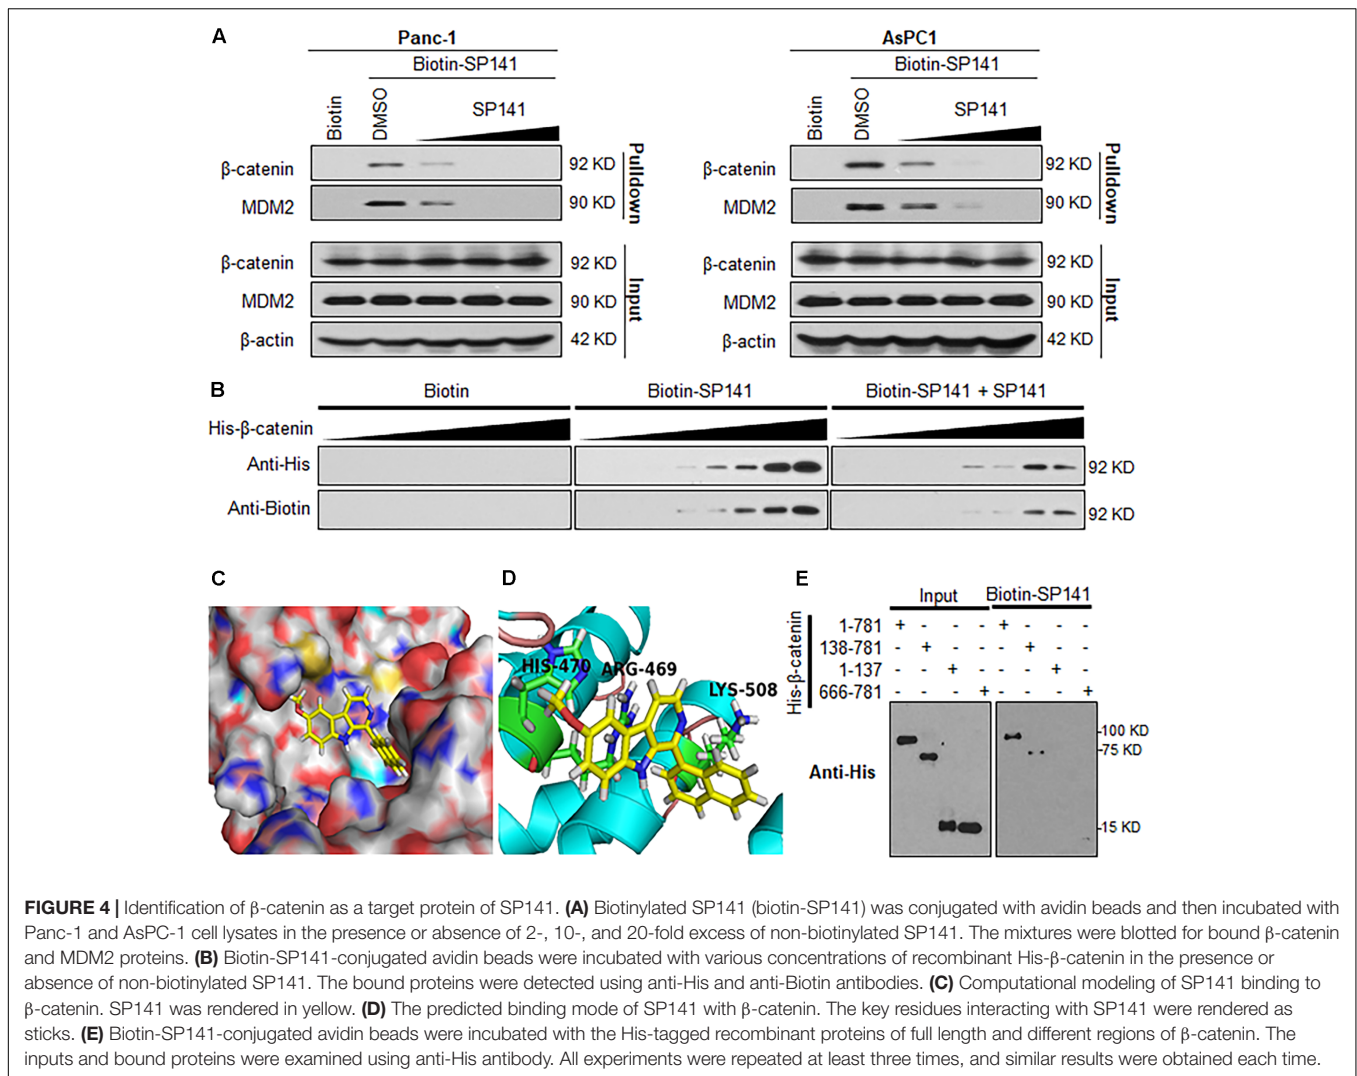 A
Panc-1
Biotin-SP141
Biotin
DMSO
SP141
β-catenin
92 KD
MDM2
90 KD
Pulldown
β-catenin
92 KD
MDM2
90 KD
β-actin
42 KD
Input
AsPC1
Biotin-SP141
Biotin
DMSO
SP141
β-catenin
92 KD
MDM2
90 KD
Pulldown
β-catenin
92 KD
MDM2
90 KD
β-actin
42 KD
Input
B
Biotin
Biotin-SP141
Biotin-SP141 + SP141
His-β-catenin
Anti-His
92 KD
Anti-Biotin
92 KD
C
D
HIS-470
ARG-469
LYS-508
E
Input
Biotin-SP141
His-β-catenin
1-781 + - - - + - - -
138-781 - + - - - + - -
1-137 - - + - - - + -
666-781 - - - + - - - +
Anti-His
-100 KD
-75 KD
-15 KD
FIGURE 4 | Identification of β-catenin as a target protein of SP141. (A) Biotinylated SP141 (biotin-SP141) was conjugated with avidin beads and then incubated with
Panc-1 and AsPC-1 cell lysates in the presence or absence of 2-, 10-, and 20-fold excess of non-biotinylated SP141. The mixtures were blotted for bound β-catenin
and MDM2 proteins. (B) Biotin-SP141-conjugated avidin beads were incubated with various concentrations of recombinant His-β-catenin in the presence or
absence of non-biotinylated SP141. The bound proteins were detected using anti-His and anti-Biotin antibodies. (C) Computational modeling of SP141 binding to
β-catenin. SP141 was rendered in yellow. (D) The predicted binding mode of SP141 with β-catenin. The key residues interacting with SP141 were rendered as
sticks. (E) Biotin-SP141-conjugated avidin beads were incubated with the His-tagged recombinant proteins of full length and different regions of β-catenin. The
inputs and bound proteins were examined using anti-His antibody. All experiments were repeated at least three times, and similar results were obtained each time.